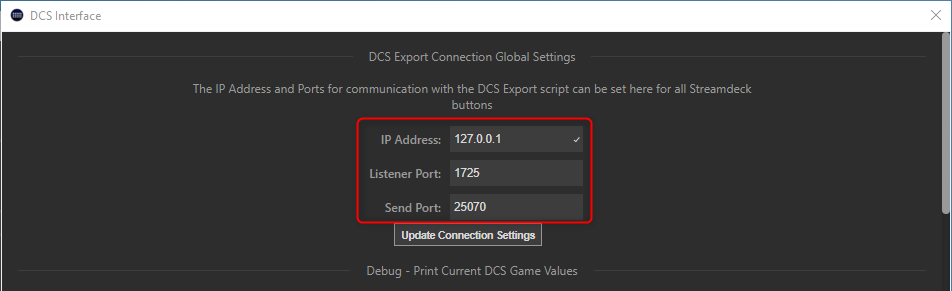 DCS Interface
DCS Export Connection Global Settings
The IP Address and Ports for communication with the DCS Export script can be set here for all Streamdeck
buttons
IP Address: 127.0.0.1
Listener Port: 1725
Send Port: 25070
Update Connection Settings
Debug - Print Current DCS Game Values